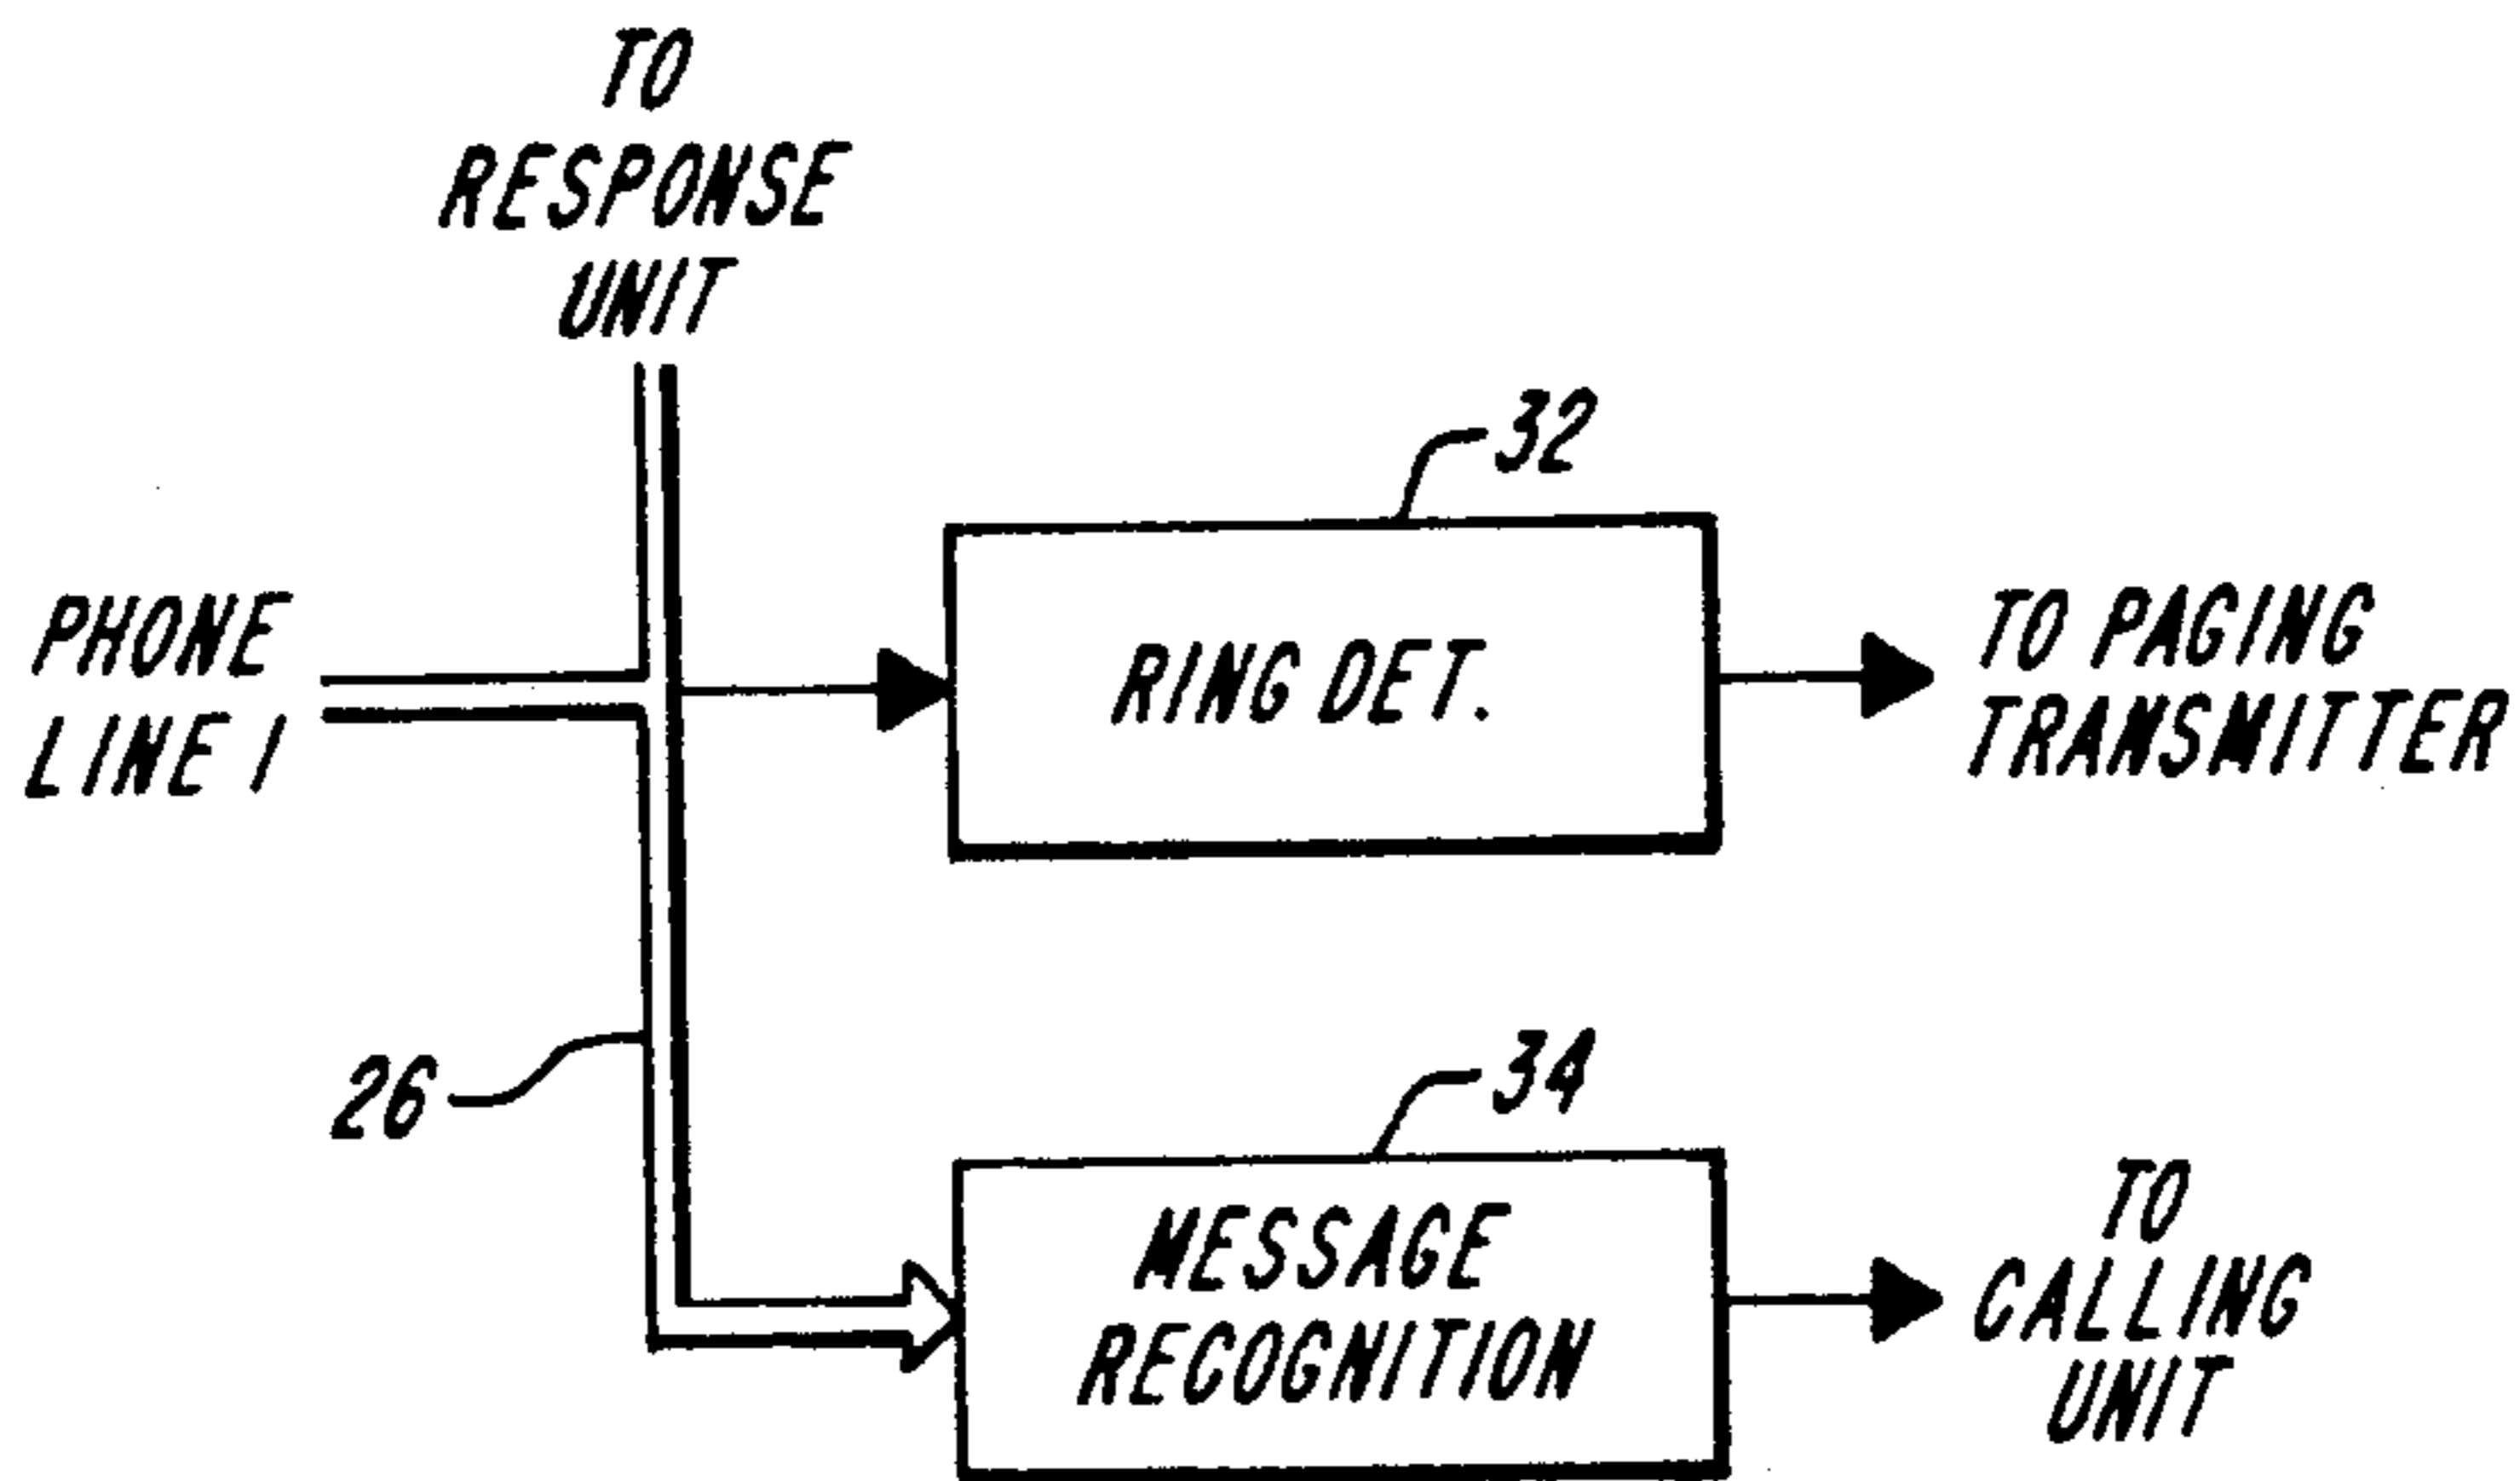 TO
RESPONSE
UNIT
32
PHONE
LINE 1
RING DET.
TO PAGING
TRANSMITTER
26
34
MESSAGE
RECOGNITION
TO
CALLING
UNIT